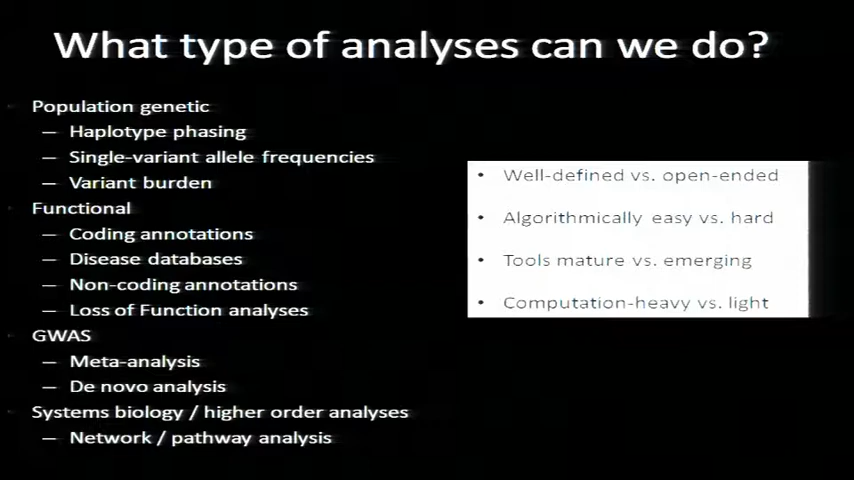 What type of analyses can we do?
Population genetic
— Haplotype phasing
— Single-variant allele frequencies
— Variant burden
Functional
— Coding annotations
— Disease databases
— Non-coding annotations
— Loss of Function analyses
GWAS
— Meta-analysis
— De novo analysis
Systems biology / higher order analyses
— Network / pathway analysis
• Well-defined vs. open-ended
• Algorithmically easy vs. hard
• Tools mature vs. emerging
• Computation-heavy vs. light